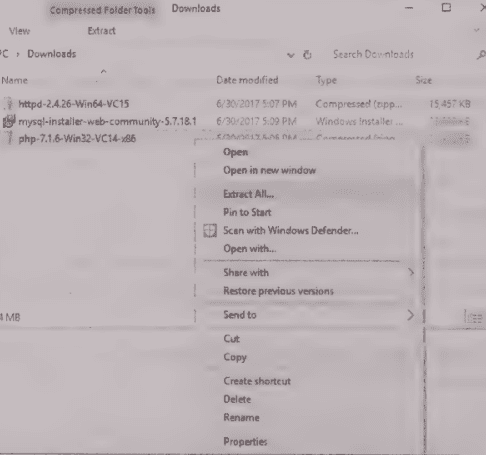 Compressed Folder Tools Downloads
View Extract
PC › Downloads Search Downloads
Name Date modified Type Size
httpd-2.4.26-Win64-VC15 6/30/2017 5:07 PM Compressed (zipp... 15,457 KB
mysql-installer-web-community-5.7.18.1 6/30/2017 5:09 PM Windows Installer ...
php-7.1.6-Win32-VC14-x86 PM Compressed
Open
Open in new window
Extract All...
Pin to Start
Scan with Windows Defender...
Open with...
Share with
Restore previous versions
Send to
4 MB
Cut
Copy
Create shortcut
Delete
Rename
Properties